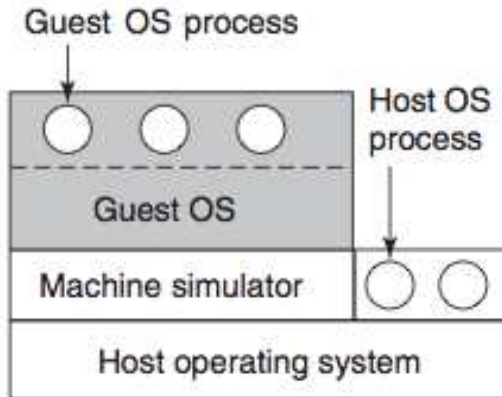 Guest OS process
Host OS
process
Guest OS
Machine simulator
Host operating system